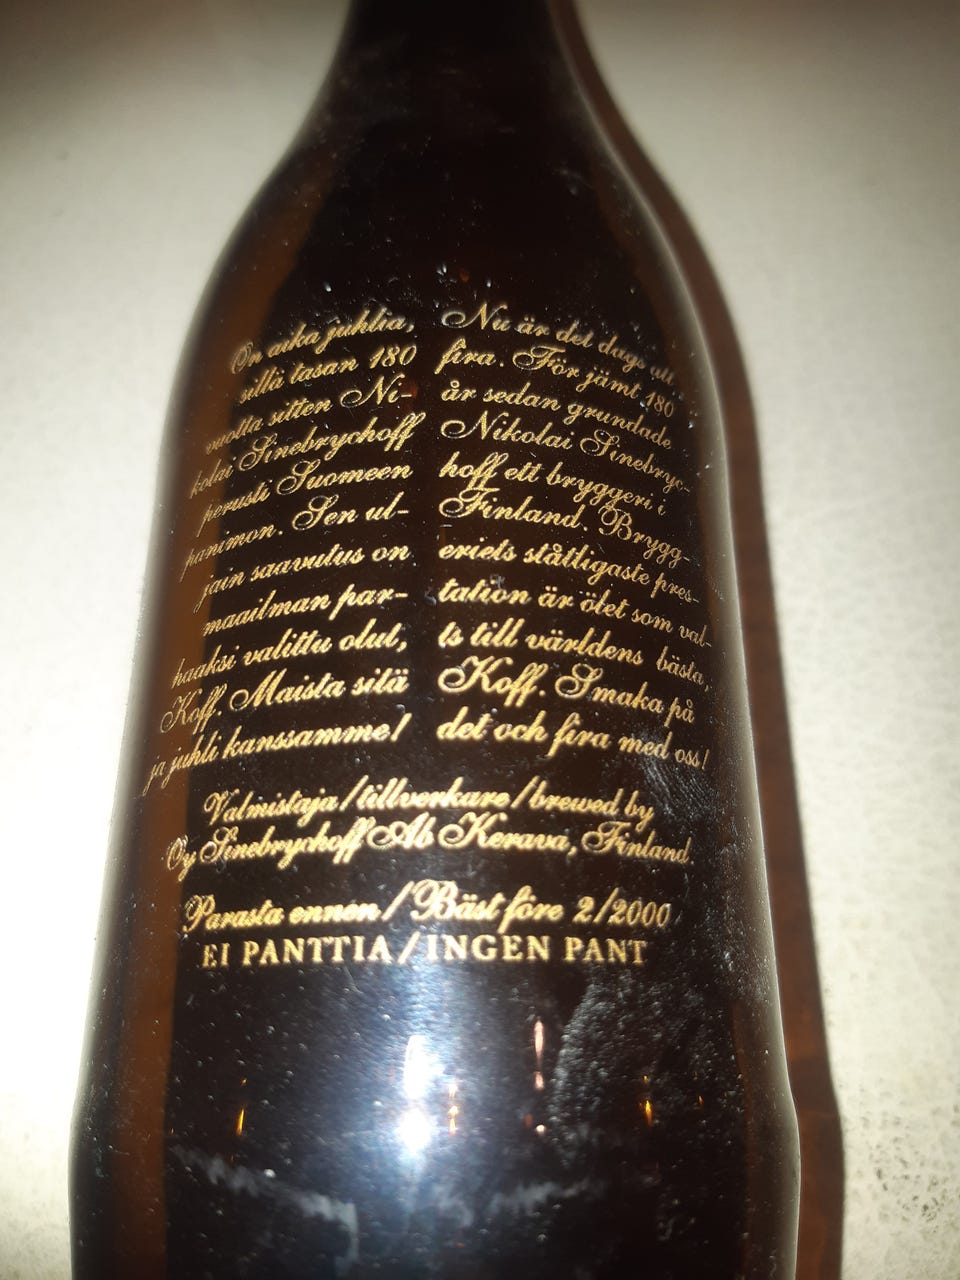 On aika juhlia,
sillä tasan 180
vuotta sitten Ni-
kolai Sinebrychoff
perusti Suomeen
panimon. Sen ul-
jain saavutus on
maailman par-
haaksi valittu olut,
Koff. Maista sitä
ja juhli kanssamme!
Nu är det dags att
fira. För jämt 180
år sedan grundade
Nikolai Sinebryc-
hoff ett bryggeri i
Finland. Brygg-
eriets ståtligaste pres-
tation är ölet som val-
ts till världens bästa,
Koff. Smaka på
det och fira med oss!
Valmistaja/tillverkare/brewed by
Oy Sinebrychoff Ab Kerava, Finland.
Parasta ennen/Bäst före 2/2000
EI PANTTIA/INGEN PANT